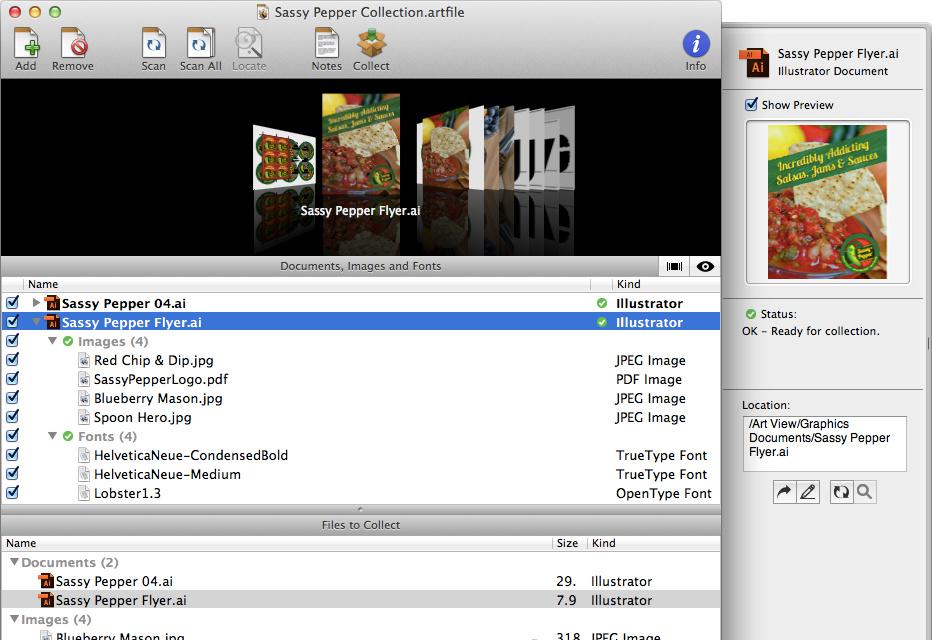 Sassy Pepper Collection.artfile
Add Remove Scan Scan All Locate Notes Collect Info
Incredibly Addicting
Salsas, Jams & Sauces
Sassy Pepper Flyer.ai
Documents, Images and Fonts
Name Kind
Sassy Pepper 04.ai Illustrator
Sassy Pepper Flyer.ai Illustrator
Images (4)
Red Chip & Dip.jpg JPEG Image
SassyPepperLogo.pdf PDF Image
Blueberry Mason.jpg JPEG Image
Spoon Hero.jpg JPEG Image
Fonts (4)
HelveticaNeue-CondensedBold TrueType Font
HelveticaNeue-Medium TrueType Font
Lobster1.3 OpenType Font
Files to Collect
Name Size Kind
Documents (2)
Sassy Pepper 04.ai 29. Illustrator
Sassy Pepper Flyer.ai 7.9 Illustrator
Images (4)
Blueberry Mason.jpg 318 JPEG Image
Ai
Sassy Pepper Flyer.ai
Illustrator Document
Show Preview
Incredibly Addicting
Salsas, Jams & Sauces
Status:
OK - Ready for collection.
Location:
/Art View/Graphics
Documents/Sassy Pepper
Flyer.ai